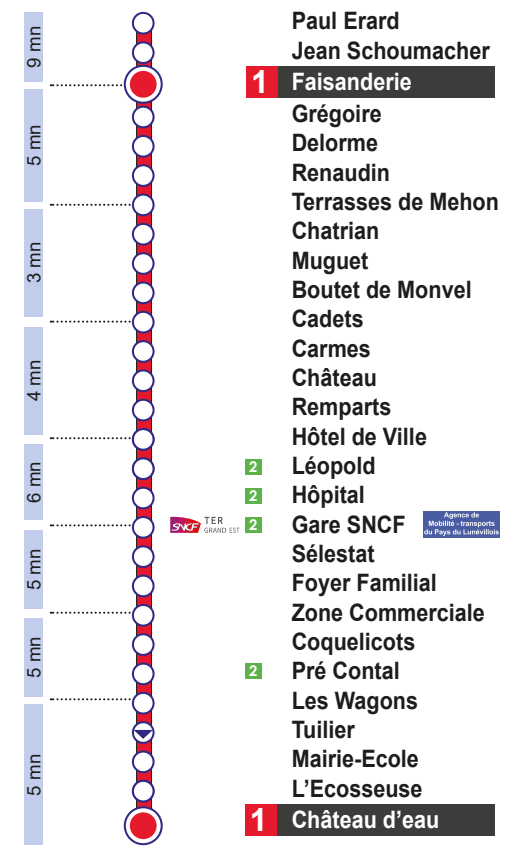 9 mn
Paul Erard
Jean Schoumacher
1 Faisanderie
5 mn
Grégoire
Delorme
Renaudin
Terrasses de Mehon
3 mn
Chatrian
Muguet
Boutet de Monvel
Cadets
4 mn
Carmes
Château
Remparts
Hôtel de Ville
6 mn
2 Léopold
2 Hôpital
SNCF TER GRAND EST 2 Gare SNCF
Agence de
Mobilité - transports
du Pays du Lunévillois
5 mn
Sélestat
Foyer Familial
Zone Commerciale
5 mn
Coquelicots
2 Pré Contal
Les Wagons
5 mn
Tuilier
Mairie-Ecole
L'Ecosseuse
1 Château d'eau